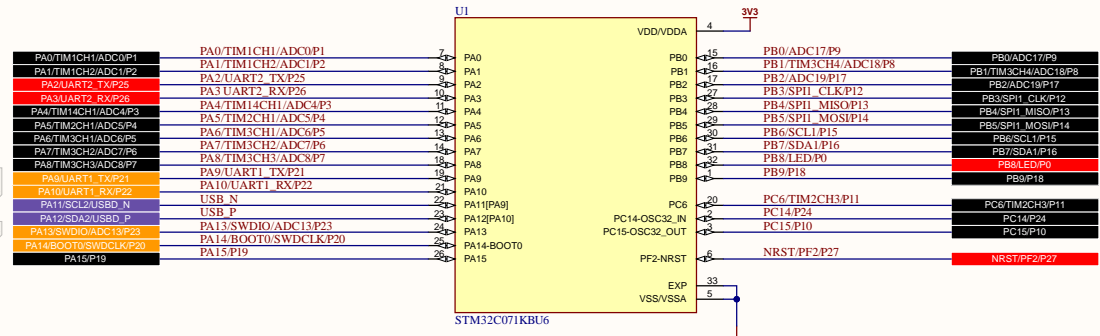 U1
3V3
VDD/VDDA 4
PA0/TIM1CH1/ADC0/P1 PA0/TIM1CH1/ADC0/P1 7 PA0 PB0 15 PB0/ADC17/P9 PB0/ADC17/P9
PA1/TIM1CH2/ADC1/P2 PA1/TIM1CH2/ADC1/P2 8 PA1 PB1 16 PB1/TIM3CH4/ADC18/P8 PB1/TIM3CH4/ADC18/P8
PA2/UART2_TX/P25 PA2/UART2_TX/P25 9 PA2 PB2 17 PB2/ADC19/P17 PB2/ADC19/P17
PA3/UART2_RX/P26 PA3 UART2_RX/P26 10 PA3 PB3 27 PB3/SPI1_CLK/P12 PB3/SPI1_CLK/P12
PA4/TIM14CH1/ADC4/P3 PA4/TIM14CH1/ADC4/P3 11 PA4 PB4 28 PB4/SPI1_MISO/P13 PB4/SPI1_MISO/P13
PA5/TIM2CH1/ADC5/P4 PA5/TIM2CH1/ADC5/P4 12 PA5 PB5 29 PB5/SPI1_MOSI/P14 PB5/SPI1_MOSI/P14
PA6/TIM3CH1/ADC6/P5 PA6/TIM3CH1/ADC6/P5 13 PA6 PB6 30 PB6/SCL1/P15 PB6/SCL1/P15
PA7/TIM3CH2/ADC7/P6 PA7/TIM3CH2/ADC7/P6 14 PA7 PB7 31 PB7/SDA1/P16 PB7/SDA1/P16
PA8/TIM3CH3/ADC8/P7 PA8/TIM3CH3/ADC8/P7 18 PA8 PB8 32 PB8/LED/P0 PB8/LED/P0
PA9/UART1_TX/P21 PA9/UART1_TX/P21 19 PA9 PB9 1 PB9/P18 PB9/P18
PA10/UART1_RX/P22 PA10/UART1_RX/P22 21 PA10
PA11/SCL2/USBD_N USB_N 22 PA11[PA9] PC6 20 PC6/TIM2CH3/P11 PC6/TIM2CH3/P11
PA12/SDA2/USBD_P USB_P 23 PA12[PA10] PC14-OSC32_IN 2 PC14/P24 PC14/P24
PA13/SWDIO/ADC13/P23 PA13/SWDIO/ADC13/P23 24 PA13 PC15-OSC32_OUT 3 PC15/P10 PC15/P10
PA14/BOOT0/SWDCLK/P20 PA14/BOOT0/SWDCLK/P20 25 PA14-BOOT0
PA15/P19 PA15/P19 26 PA15 PF2-NRST 6 NRST/PF2/P27 NRST/PF2/P27
EXP 33
VSS/VSSA 5
STM32C071KBU6